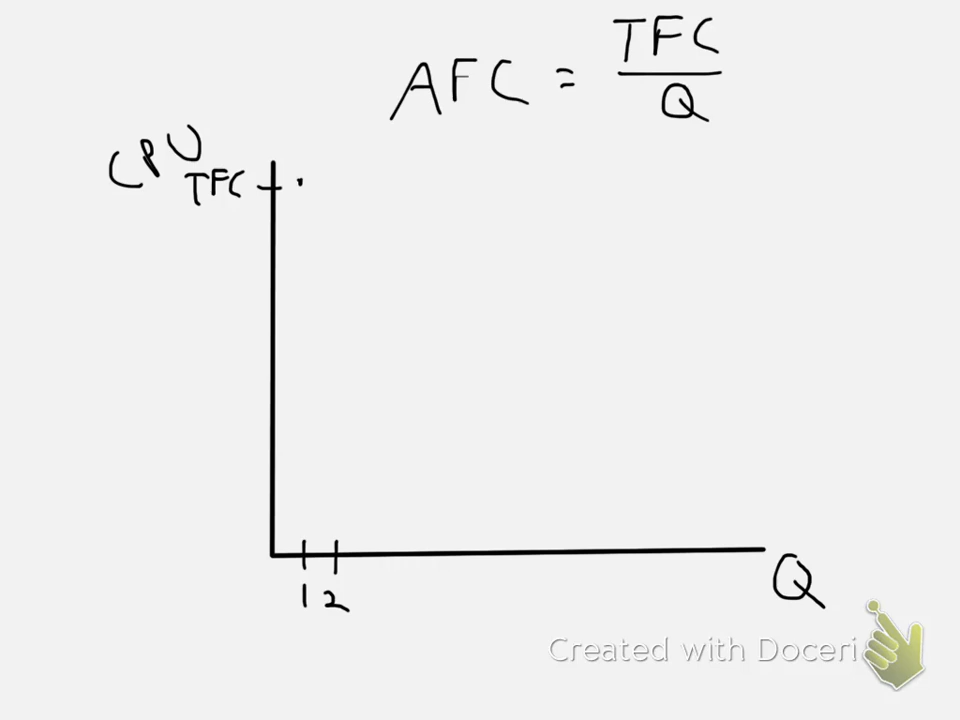 AFC = TFC/Q
CPU
TFC
1 2
Q
Created with Doceri